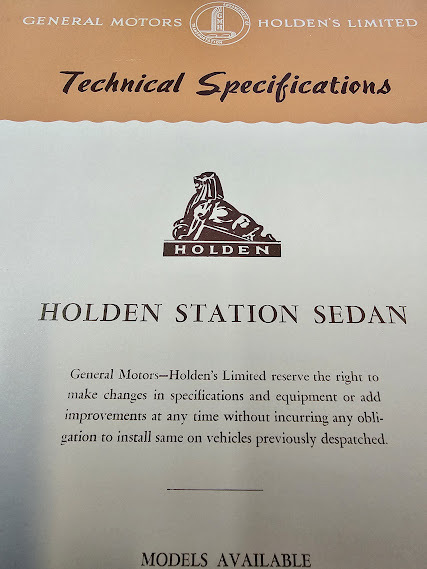 GENERAL MOTORS HOLDEN'S LIMITED
GMH
Technical Specifications
HOLDEN
HOLDEN STATION SEDAN
General Motors—Holden's Limited reserve the right to
make changes in specifications and equipment or add
improvements at any time without incurring any obli-
gation to install same on vehicles previously despatched.
MODELS AVAILABLE